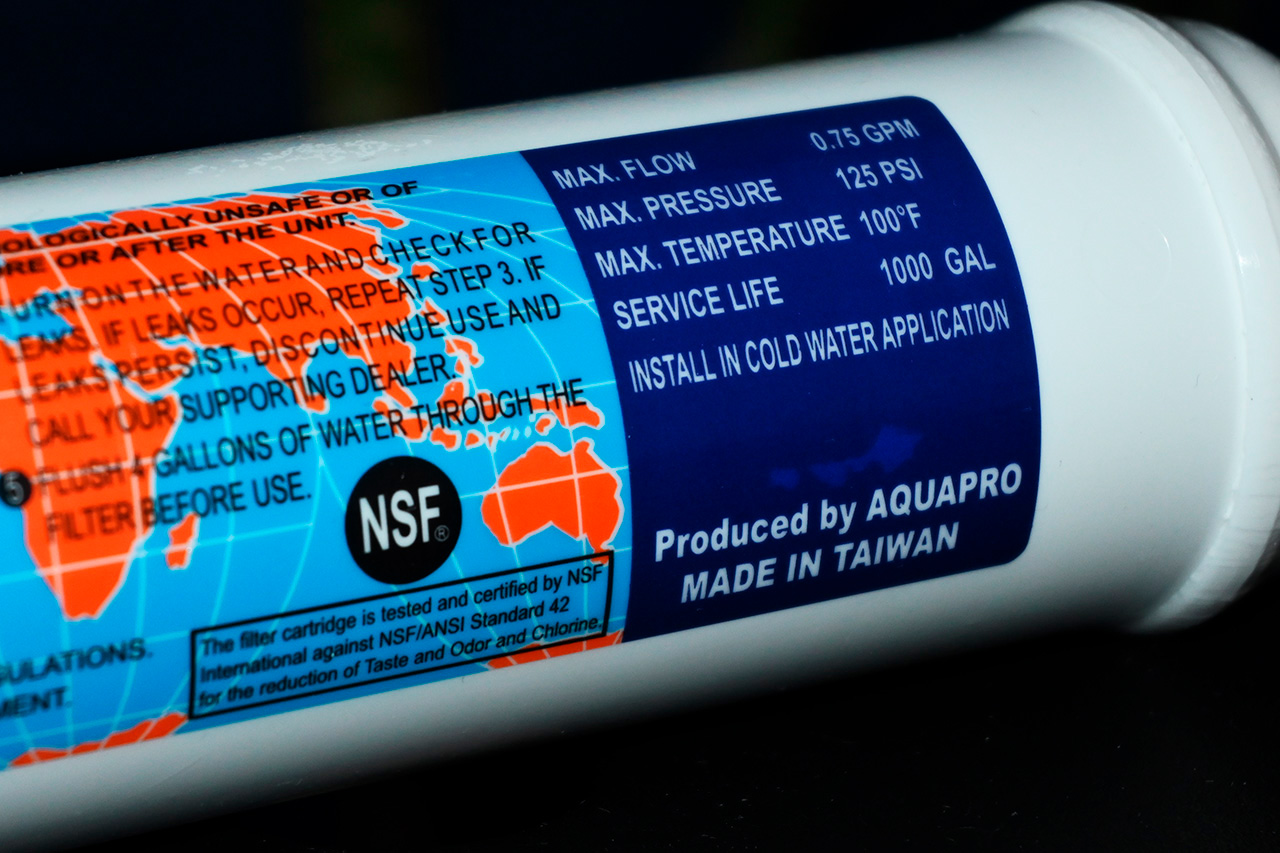 OLOGICALLY UNSAFE OR OF
RE OR AFTER THE UNIT.
TURN ON THE WATER AND CHECK FOR
LEAKS. IF LEAKS OCCUR, REPEAT STEP 3. IF
LEAKS PERSIST, DISCONTINUE USE AND
CALL YOUR SUPPORTING DEALER.
5 FLUSH 4 GALLONS OF WATER THROUGH THE
FILTER BEFORE USE.
NSF®
The filter cartridge is tested and certified by NSF
International against NSF/ANSI Standard 42
for the reduction of Taste and Odor and Chlorine.
GULATIONS.
MENT.
MAX. FLOW 0.75 GPM
MAX. PRESSURE 125 PSI
MAX. TEMPERATURE 100°F
SERVICE LIFE 1000 GAL
INSTALL IN COLD WATER APPLICATION
Produced by AQUAPRO
MADE IN TAIWAN